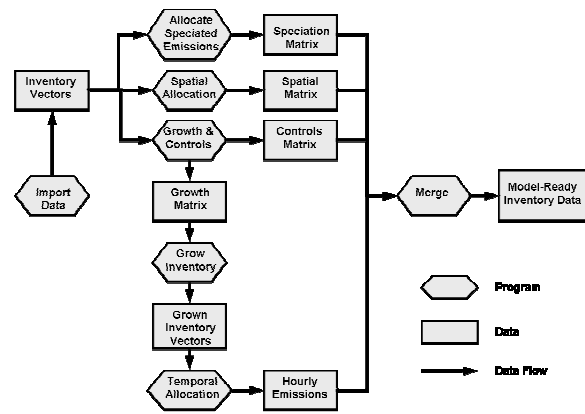 Allocate
Speciated
Emissions
Speciation
Matrix
Inventory
Vectors
Spatial
Allocation
Spatial
Matrix
Growth &
Controls
Controls
Matrix
Import
Data
Growth
Matrix
Merge
Model-Ready
Inventory Data
Grow
Inventory
Program
Grown
Inventory
Vectors
Data
Temporal
Allocation
Hourly
Emissions
Data Flow